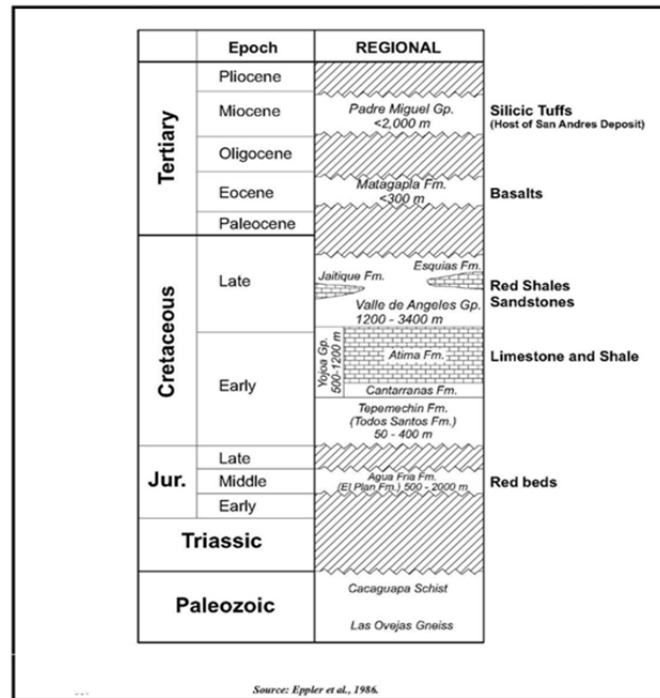 Epoch REGIONAL
Tertiary
Pliocene
Miocene
Padre Miguel Gp.
<2,000 m
Silicic Tuffs
(Host of San Andres Deposit)
Oligocene
Eocene
Matagapla Fm.
<300 m
Basalts
Paleocene
Cretaceous
Late
Esquias Fm.
Jaitique Fm.
Valle de Angeles Gp.
1200 - 3400 m
Red Shales
Sandstones
Early
Yojoa Gp.
500-1200 m
Atima Fm.
Limestone and Shale
Cantarranas Fm.
Tepemechin Fm.
(Todos Santos Fm.)
50 - 400 m
Jur.
Late
Middle
Agua Fria Fm.
(El Plan Fm.) 500 - 2000 m
Red beds
Early
Triassic
Paleozoic
Cacaguapa Schist
Las Ovejas Gneiss
Source: Eppler et al., 1986.